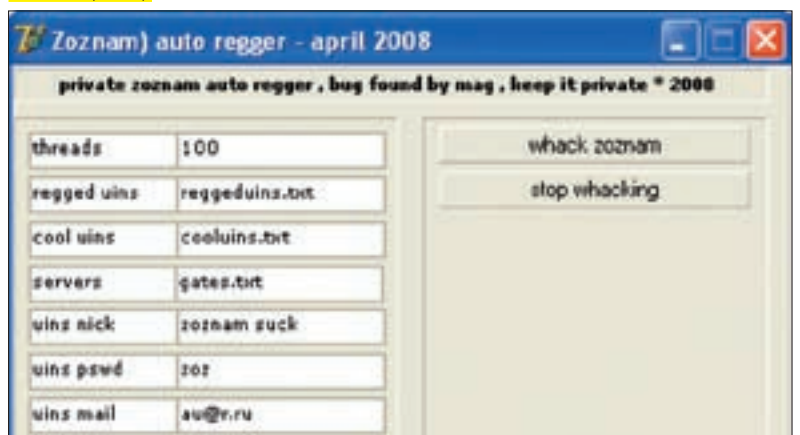 Zoznam) auto regger - april 2008
private zoznam auto regger , bug found by mag , keep it private * 2008
threads 100
whack zoznam
regged uins reggeduins.txt
stop whacking
cool uins cooluins.txt
servers gates.txt
uins nick zoznam suck
uins pswd zoz
uins mail au@r.ru